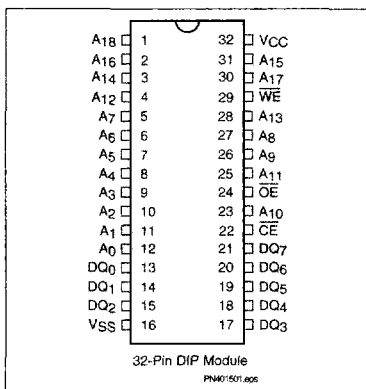 A18 1 32 VCC
A16 2 31 A15
A14 3 30 A17
A12 4 29 WE
A7 5 28 A13
A6 6 27 A8
A5 7 26 A9
A4 8 25 A11
A3 9 24 OE
A2 10 23 A10
A1 11 22 CE
A0 12 21 DQ7
DQ0 13 20 DQ6
DQ1 14 19 DQ5
DQ2 15 18 DQ4
VSS 16 17 DQ3
32-Pin DIP Module
PN401501.eps